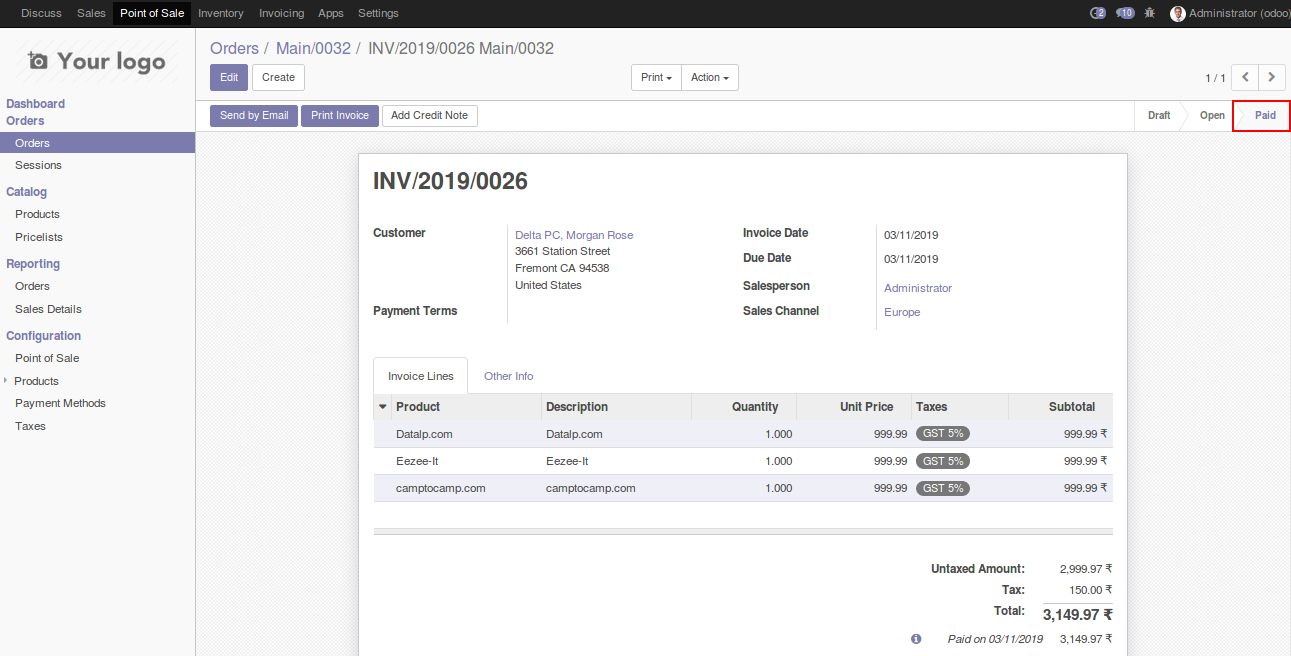 Discuss Sales Point of Sale Inventory Invoicing Apps Settings 2 10 Administrator (odoo)
Your logo
Orders / Main/0032 / INV/2019/0026 Main/0032
Edit Create Print Action 1 / 1
Send by Email Print Invoice Add Credit Note Draft Open Paid
Dashboard
Orders
Orders
Sessions
Catalog
Products
Pricelists
Reporting
Orders
Sales Details
Configuration
Point of Sale
Products
Payment Methods
Taxes
INV/2019/0026
Customer Delta PC, Morgan Rose
3661 Station Street
Fremont CA 94538
United States
Payment Terms
Invoice Date 03/11/2019
Due Date 03/11/2019
Salesperson Administrator
Sales Channel Europe
Invoice Lines Other Info
Product Description Quantity Unit Price Taxes Subtotal
Datalp.com Datalp.com 1.000 999.99 GST 5% 999.99 ₹
Eezee-It Eezee-It 1.000 999.99 GST 5% 999.99 ₹
camptocamp.com camptocamp.com 1.000 999.99 GST 5% 999.99 ₹
Untaxed Amount: 2,999.97 ₹
Tax: 150.00 ₹
Total: 3,149.97 ₹
Paid on 03/11/2019 3,149.97 ₹